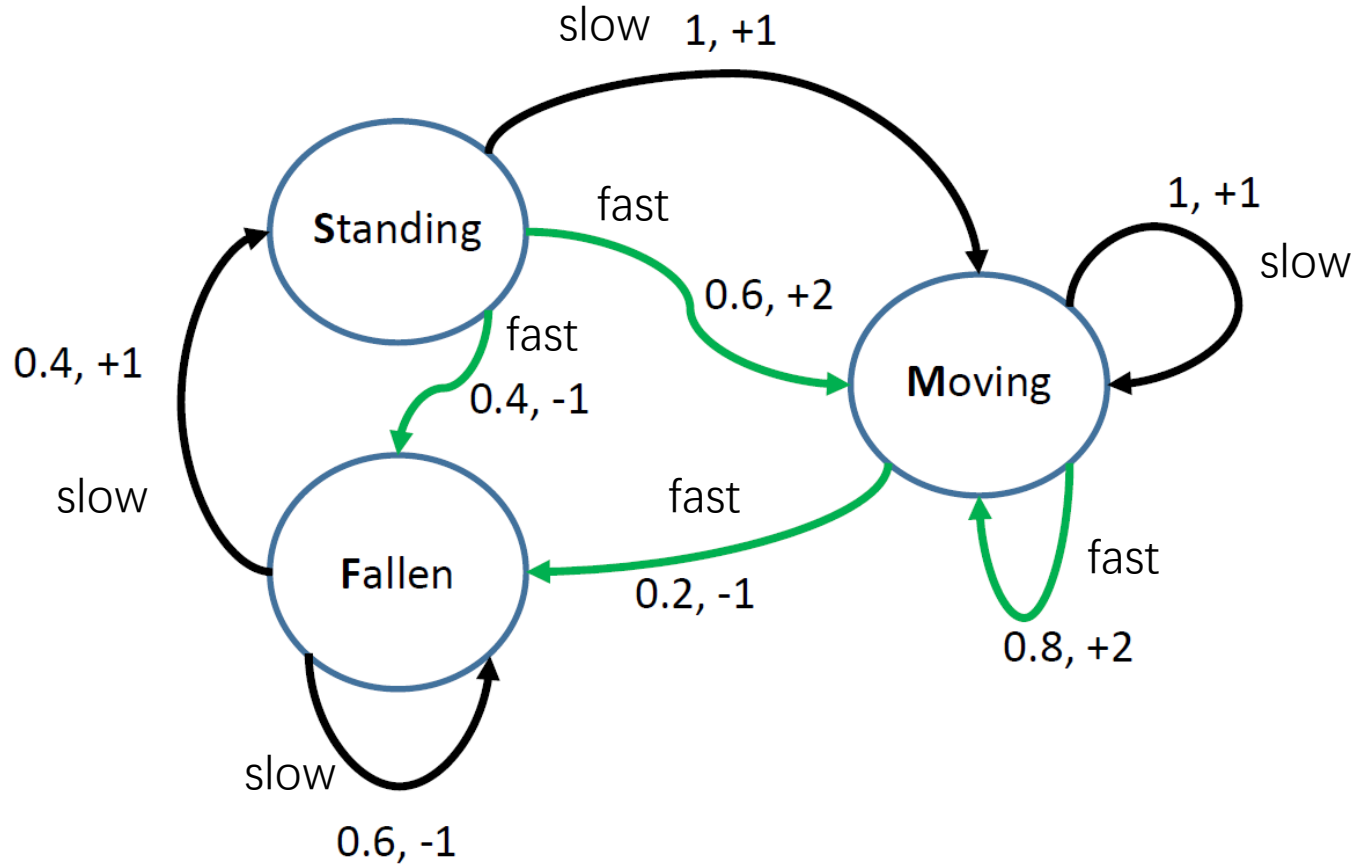 slow 1, +1
fast
1, +1
Standing
slow
0.6, +2
fast
0.4, +1
Moving
0.4, -1
slow
fast
fast
Fallen
0.2, -1
0.8, +2
slow
0.6, -1